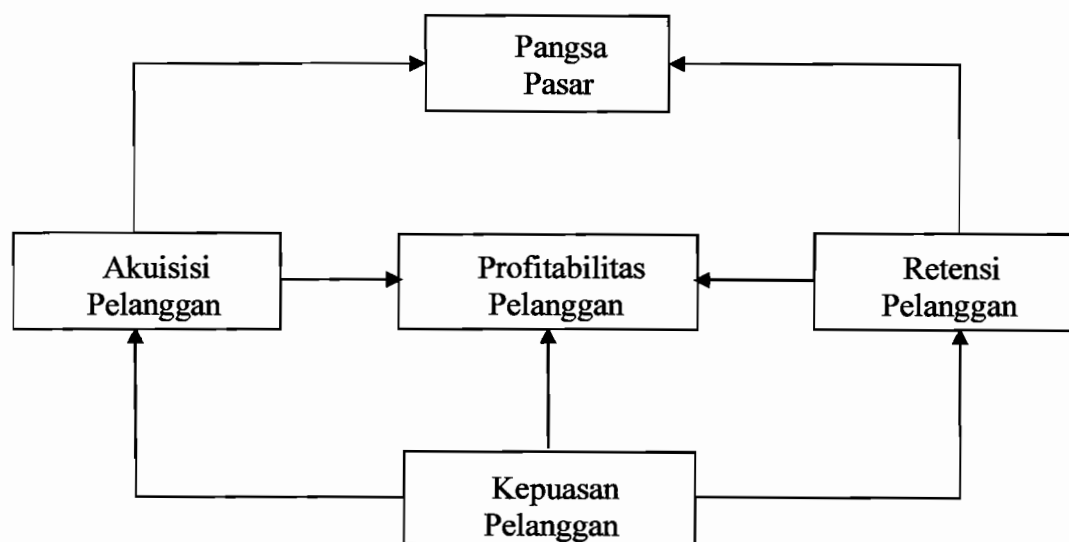 Pangsa
Pasar
Akuisisi
Pelanggan
Profitabilitas
Pelanggan
Retensi
Pelanggan
Kepuasan
Pelanggan